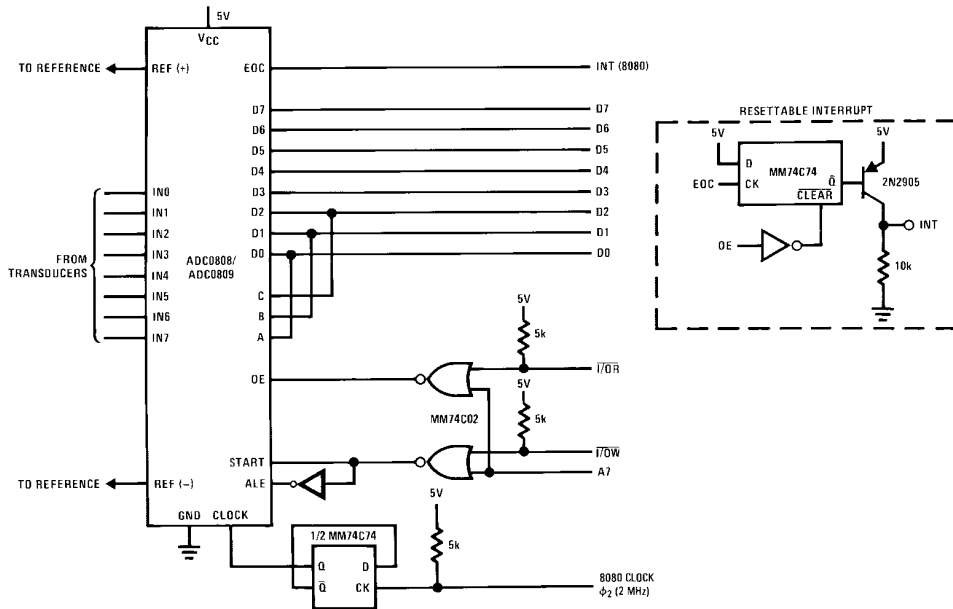 5V
VCC
TO REFERENCE
REF (+)
EOC
INT (8080)
D7
D7
D6
D6
D5
D5
D4
D4
D3
D3
IN0
D2
D2
IN1
D1
D1
IN2
D0
D0
FROM
TRANSDUCERS
IN3
ADC0808/
ADC0809
IN4
IN5
C
IN6
B
IN7
A
5V
5k
OE
I/OR
5V
5k
MM74C02
START
I/OW
ALE
A7
TO REFERENCE
REF (−)
5V
GND
CLOCK
5k
1/2 MM74C74
Q
D
Q
CK
8080 CLOCK
ϕ2 (2 MHz)
RESETTABLE INTERRUPT
5V
5V
D
MM74C74
EOC
CK
Q
2N2905
CLEAR
INT
OE
10k